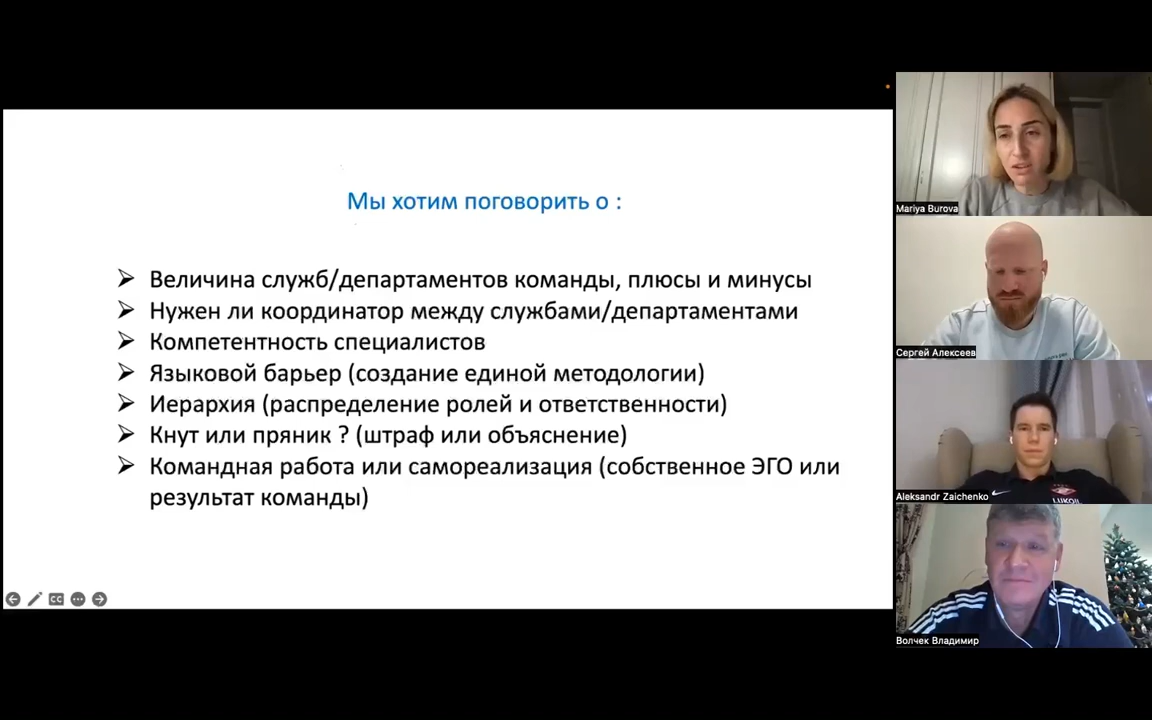 Мы хотим поговорить о :
Величина служб/департаментов команды, плюсы и минусы
Нужен ли координатор между службами/департаментами
Компетентность специалистов
Языковой барьер (создание единой методологии)
Иерархия (распределение ролей и ответственности)
Кнут или пряник ? (штраф или объяснение)
Командная работа или самореализация (собственное ЭГО или
результат команды)
CC
Mariya Burova
Сергей Алексеев
Aleksandr Zaichenko
LUKOIL
Волчек Владимир